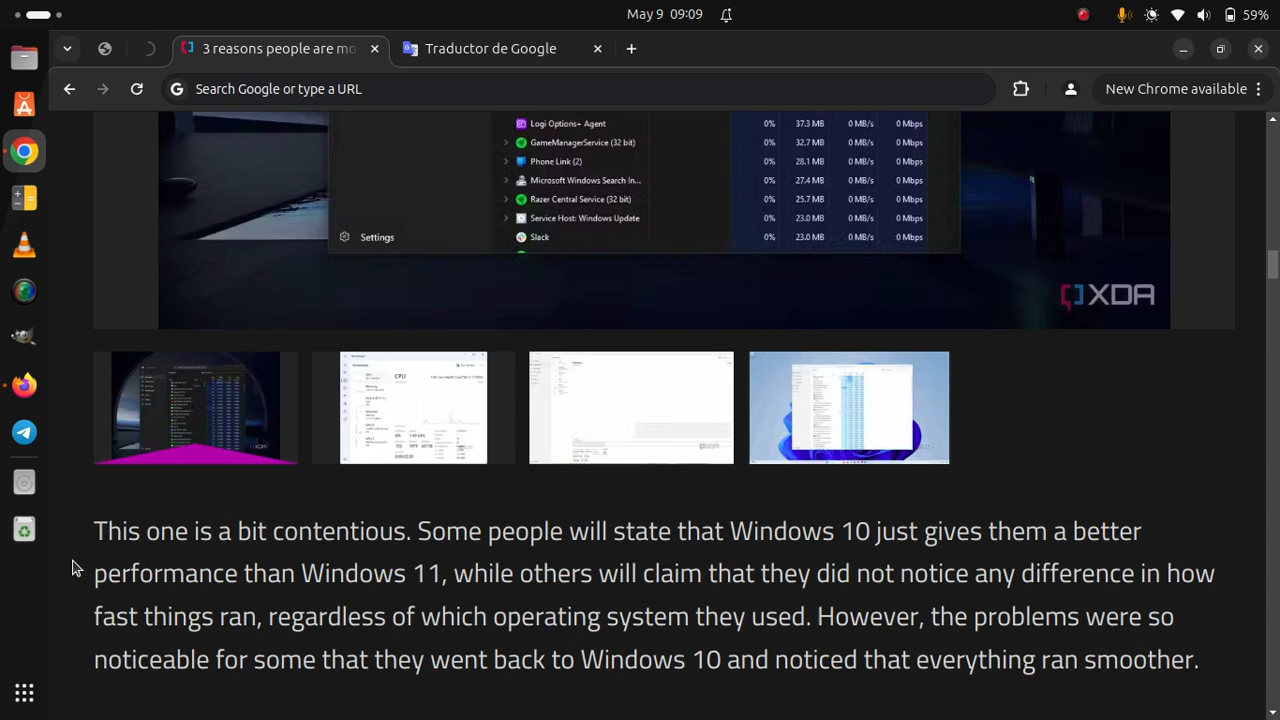 May 9 09:09
59%
3 reasons people are mo
Traductor de Google
Search Google or type a URL
New Chrome available
Logi Options+ Agent 0% 37.3 MB 0 MB/s 0 Mbps
GameManagerService (32 bit) 0% 32.7 MB 0 MB/s 0 Mbps
Phone Link (2) 0% 28.1 MB 0 MB/s 0 Mbps
Microsoft Windows Search In... 0% 27.4 MB 0 MB/s 0 Mbps
Razer Central Service (32 bit) 0% 25.7 MB 0 MB/s 0 Mbps
Service Host: Windows Update 0% 23.0 MB 0 MB/s 0 Mbps
Settings
Slack 0% 23.0 MB 0 MB/s 0 Mbps
XDA
CPU
This one is a bit contentious. Some people will state that Windows 10 just gives them a better
performance than Windows 11, while others will claim that they did not notice any difference in how
fast things ran, regardless of which operating system they used. However, the problems were so
noticeable for some that they went back to Windows 10 and noticed that everything ran smoother.